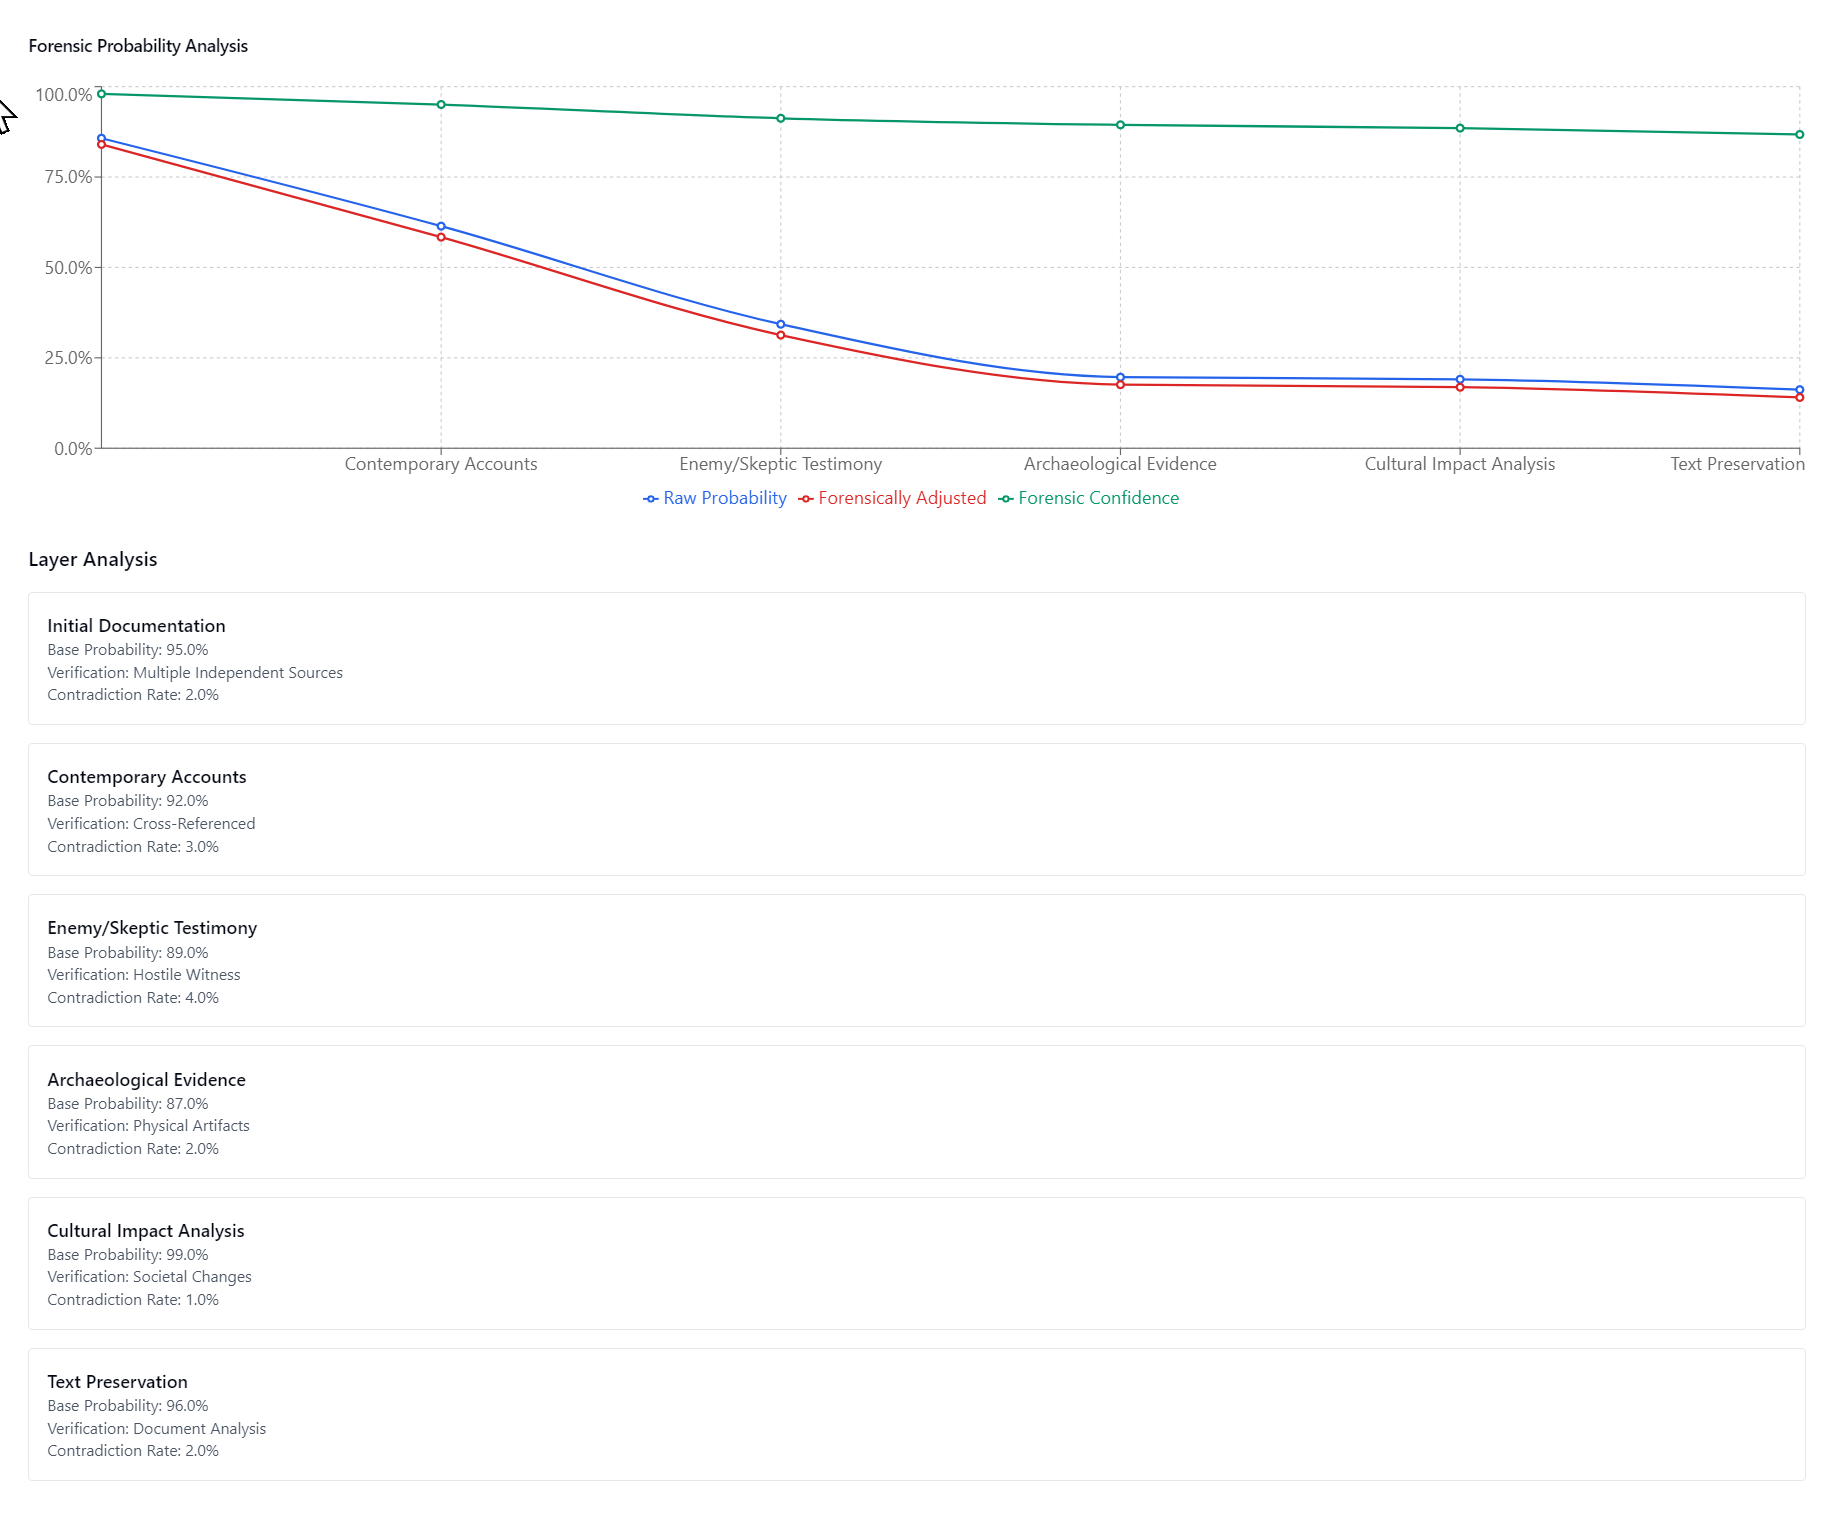 Forensic Probability Analysis
100.0%
75.0%
50.0%
25.0%
0.0%
Contemporary Accounts Enemy/Skeptic Testimony Archaeological Evidence Cultural Impact Analysis Text Preservation
Raw Probability Forensically Adjusted Forensic Confidence
Layer Analysis
Initial Documentation
Base Probability: 95.0%
Verification: Multiple Independent Sources
Contradiction Rate: 2.0%
Contemporary Accounts
Base Probability: 92.0%
Verification: Cross-Referenced
Contradiction Rate: 3.0%
Enemy/Skeptic Testimony
Base Probability: 89.0%
Verification: Hostile Witness
Contradiction Rate: 4.0%
Archaeological Evidence
Base Probability: 87.0%
Verification: Physical Artifacts
Contradiction Rate: 2.0%
Cultural Impact Analysis
Base Probability: 99.0%
Verification: Societal Changes
Contradiction Rate: 1.0%
Text Preservation
Base Probability: 96.0%
Verification: Document Analysis
Contradiction Rate: 2.0%